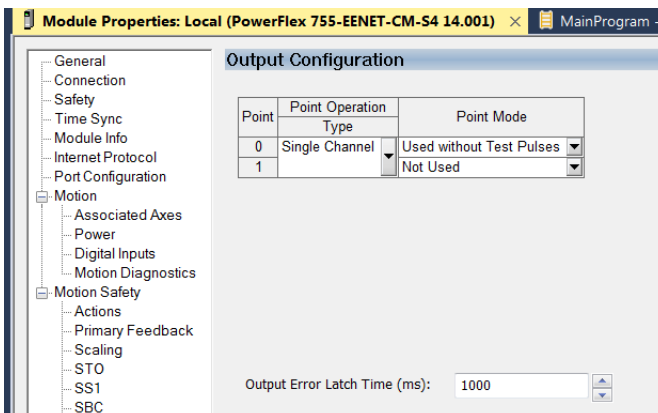 Module Properties: Local (PowerFlex 755-EENET-CM-S4 14.001) × MainProgram -
General
Connection
Safety
Time Sync
Module Info
Internet Protocol
Port Configuration
Motion
Associated Axes
Power
Digital Inputs
Motion Diagnostics
Motion Safety
Actions
Primary Feedback
Scaling
STO
SS1
SBC
Output Configuration
Point Point Operation Point Mode
Type
0 Single Channel Used without Test Pulses
1 Not Used
Output Error Latch Time (ms): 1000